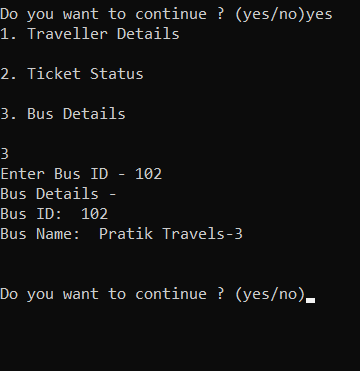 Do you want to continue ? (yes/no)yes
1. Traveller Details
2. Ticket Status
3. Bus Details
3
Enter Bus ID - 102
Bus Details -
Bus ID:  102
Bus Name:  Pratik Travels-3
Do you want to continue ? (yes/no)